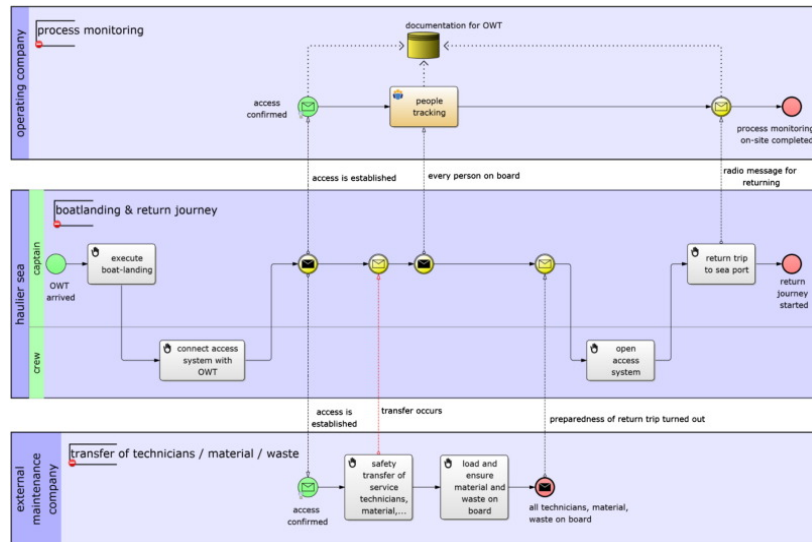 operating company
process monitoring
documentation for OWT
access
confirmed
people
tracking
process monitoring
on-site completed
access is established
every person on board
radio message for
returning
haulier sea
captain
boatlanding & return journey
OWT
arrived
execute
boat-landing
return trip
to sea port
return
journey
started
crew
connect access
system with
OWT
open
access
system
access is
established
transfer occurs
preparedness of return trip turned out
external
maintenance
company
transfer of technicians / material / waste
access
confirmed
safety
transfer of
service
technicians,
material,...
load and
ensure
material and
waste on
board
all technicians, material,
waste on board